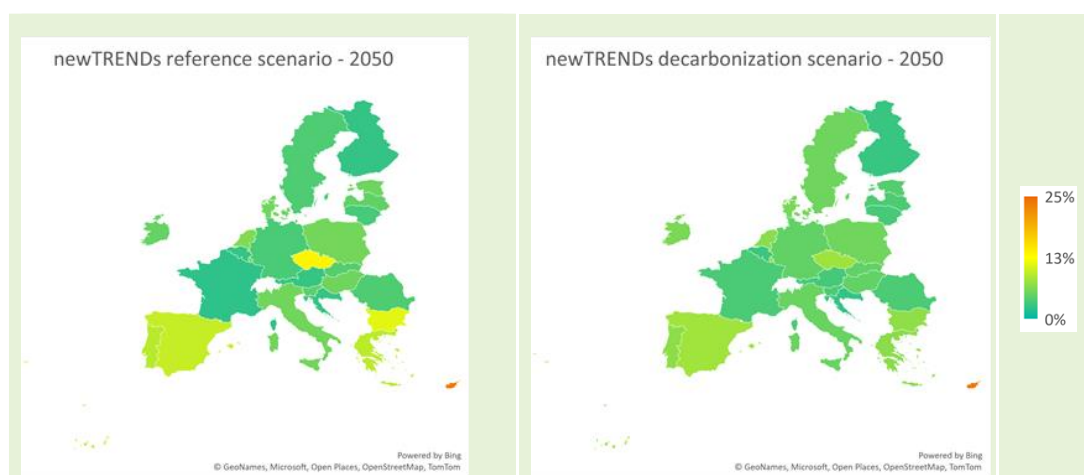 newTRENDs reference scenario - 2050
Powered by Bing
© GeoNames, Microsoft, Open Places, OpenStreetMap, TomTom
newTRENDs decarbonization scenario - 2050
Powered by Bing
© GeoNames, Microsoft, Open Places, OpenStreetMap, TomTom
25%
13%
0%